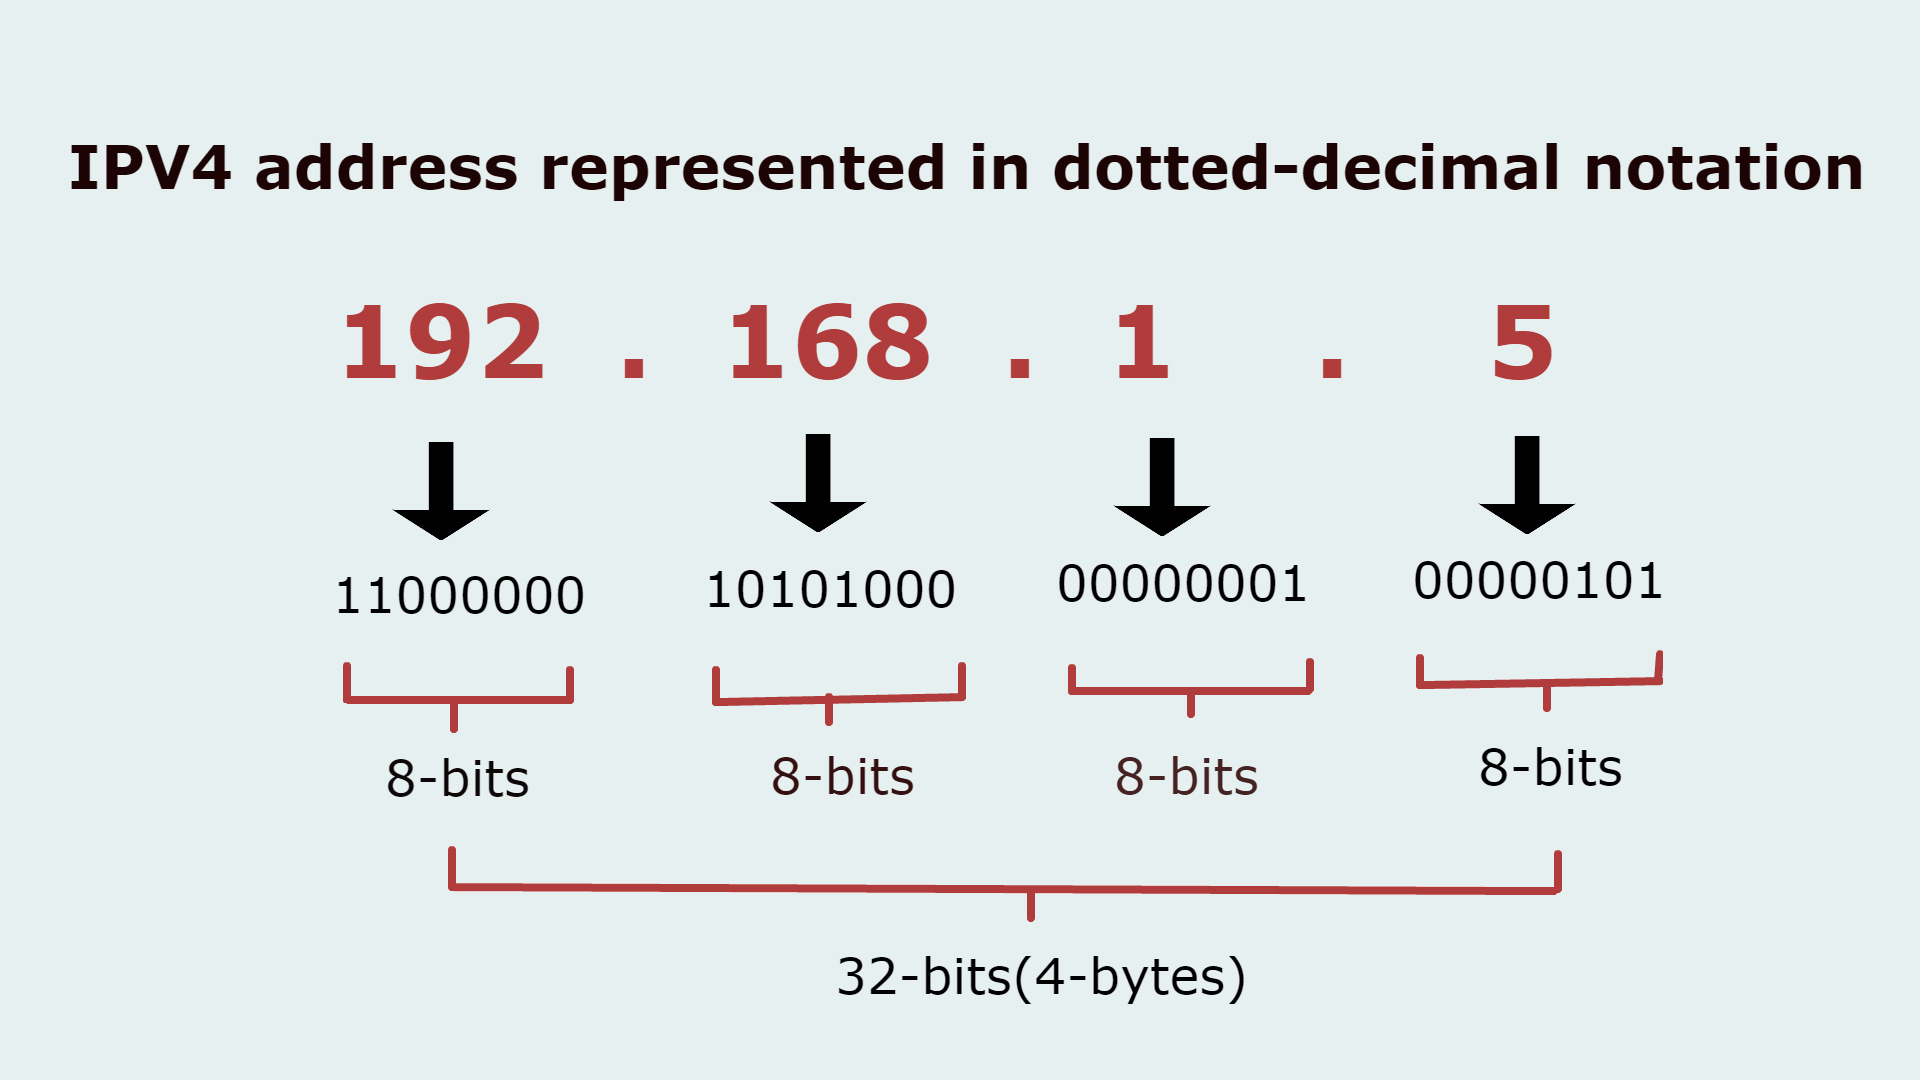 IPV4 address represented in dotted-decimal notation
192 . 168 . 1 . 5
11000000 10101000 00000001 00000101
8-bits 8-bits 8-bits 8-bits
32-bits(4-bytes)